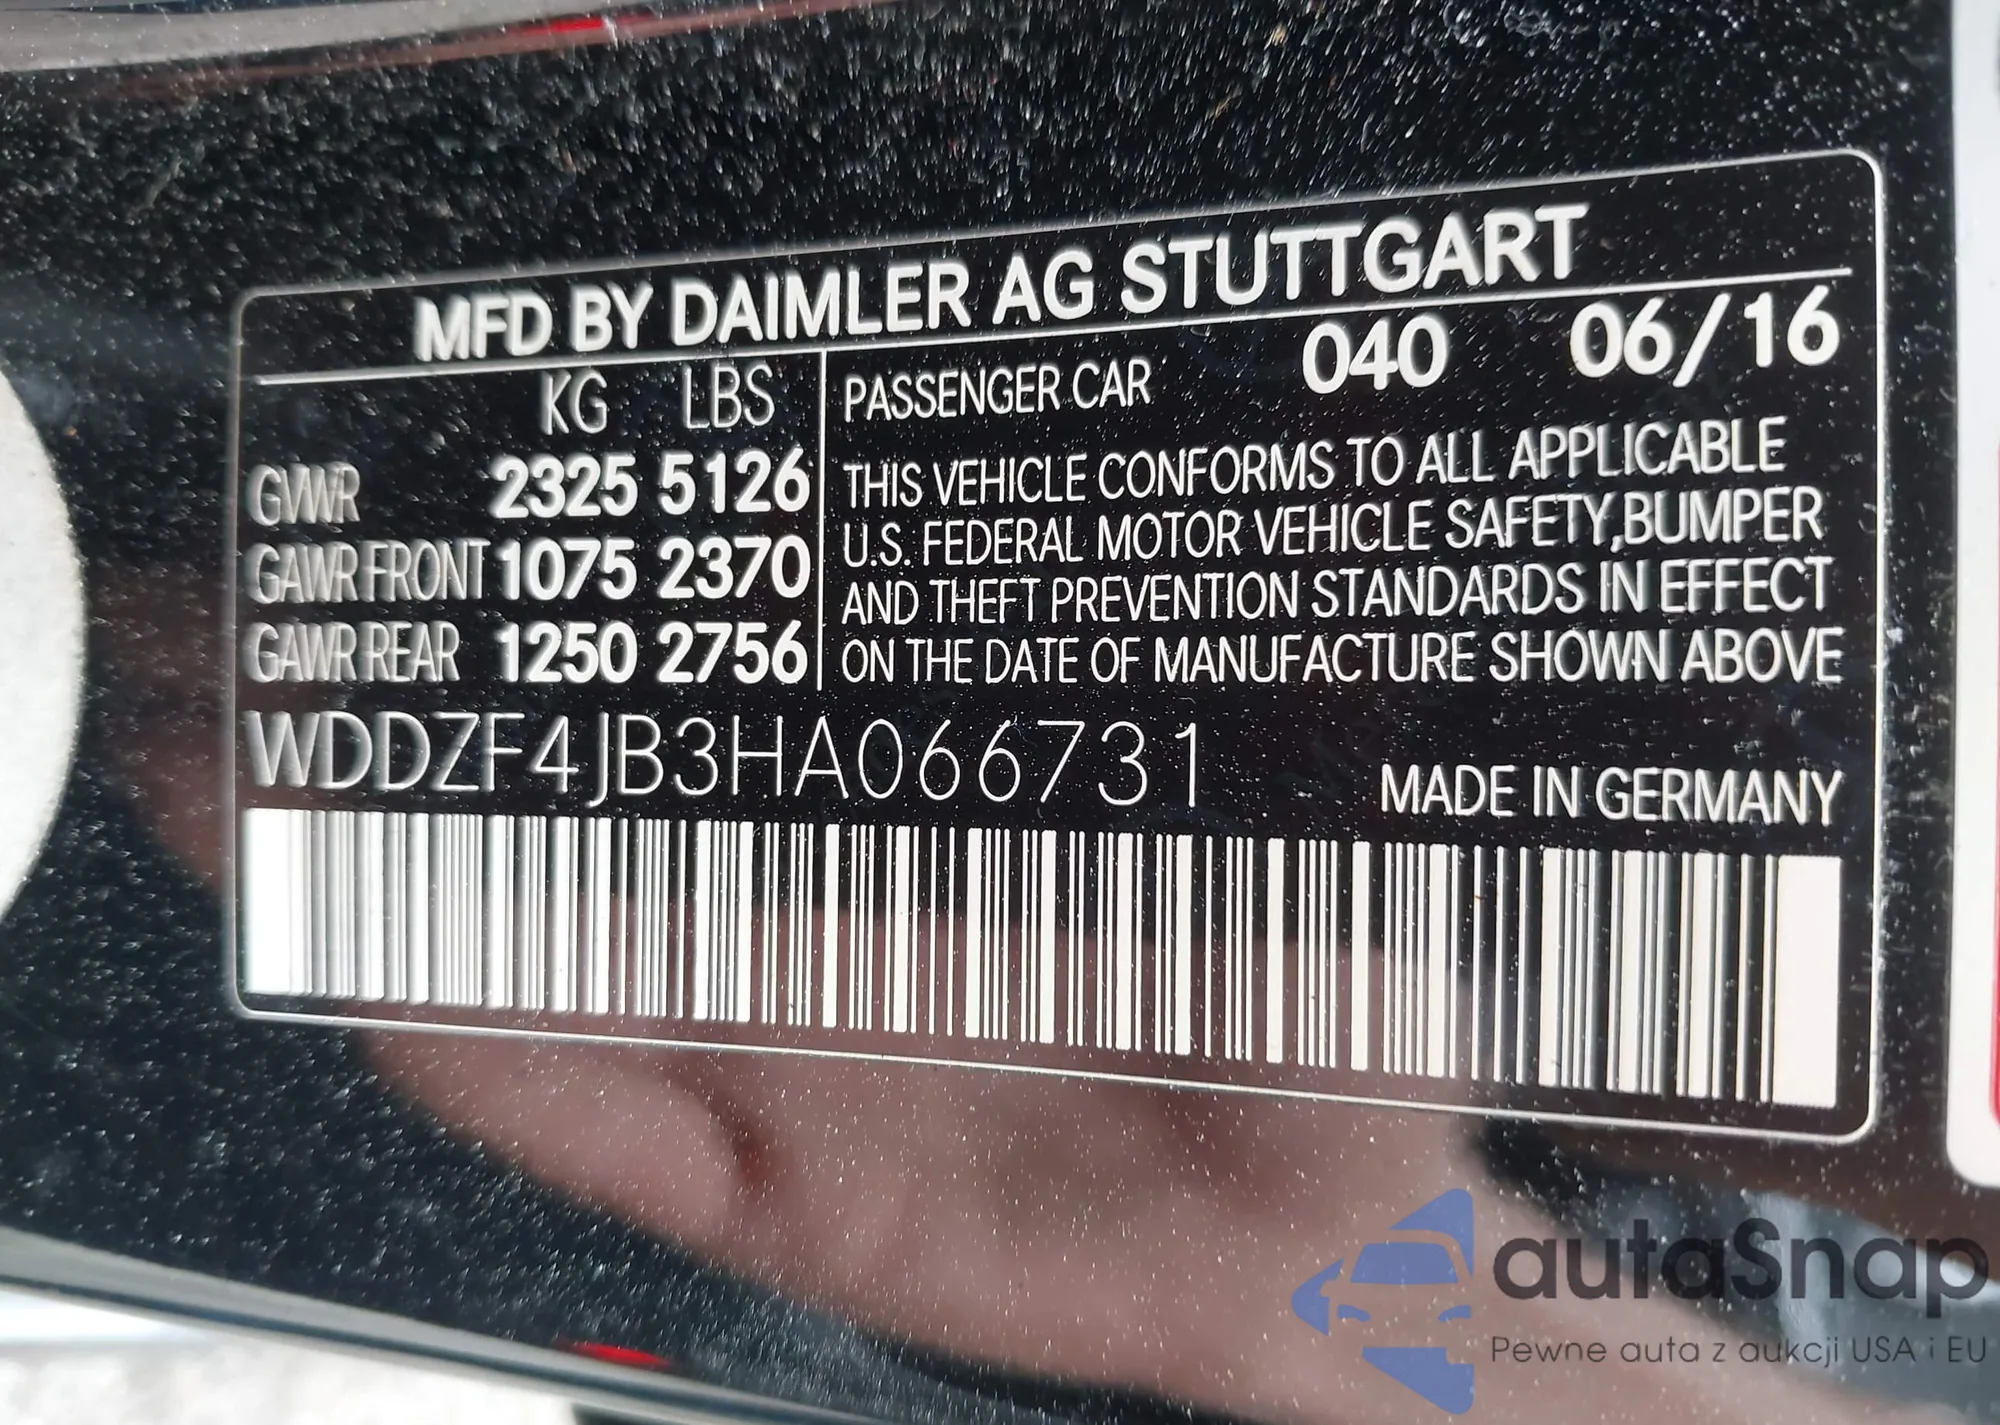 MFD BY DAIMLER AG STUTTGART
KG LBS
GVWR 2325 5126
GAWR FRONT 1075 2370
GAWR REAR 1250 2756
PASSENGER CAR 040 06/16
THIS VEHICLE CONFORMS TO ALL APPLICABLE
U.S. FEDERAL MOTOR VEHICLE SAFETY,BUMPER
AND THEFT PREVENTION STANDARDS IN EFFECT
ON THE DATE OF MANUFACTURE SHOWN ABOVE
WDDZF4JB3HA066731
MADE IN GERMANY
autaSnap
Pewne auta z aukcji USA i EU